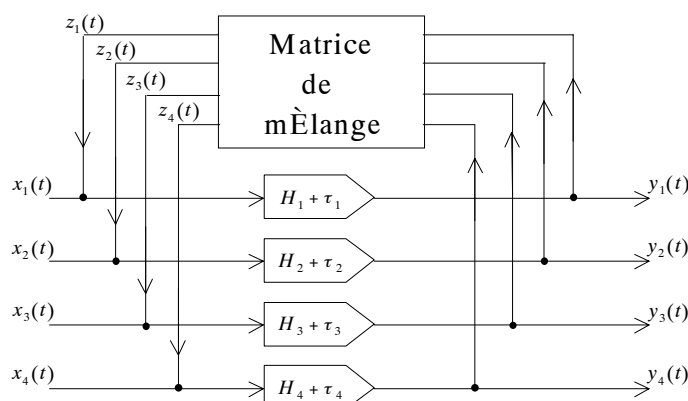 z1(t)
z2(t)
z3(t)
z4(t)
Matrice
de
mÈlange
x1(t)
H1 + τ1
y1(t)
x2(t)
H2 + τ2
y2(t)
x3(t)
H3 + τ3
y3(t)
x4(t)
H4 + τ4
y4(t)